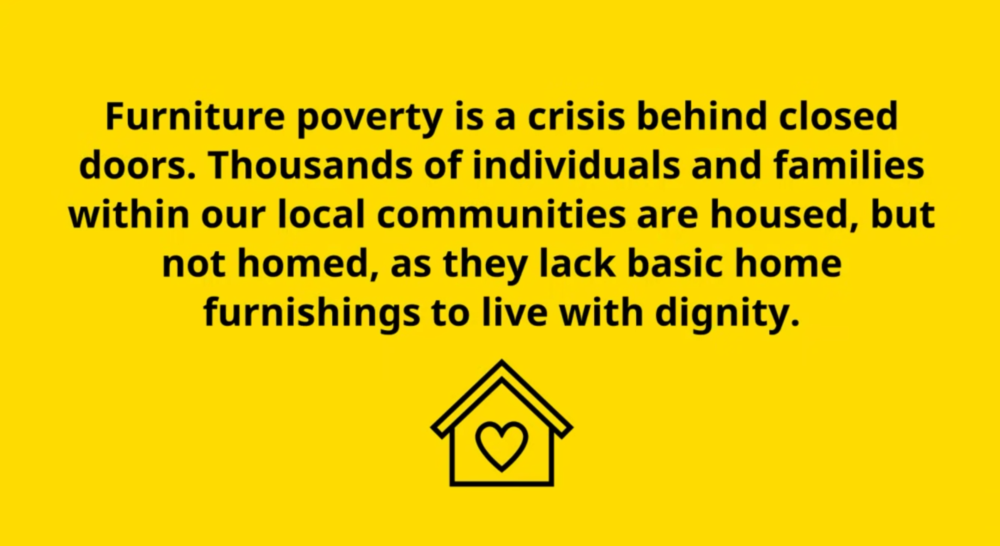 Furniture poverty is a crisis behind closed
doors. Thousands of individuals and families
within our local communities are housed, but
not homed, as they lack basic home
furnishings to live with dignity.